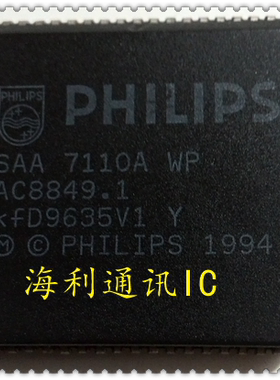 PHILIPS
PHILIPS
SAA 7110A WP
AC8849.1
kfD9635V1 Y
Ⓜ © PHILIPS 1994
海利通讯IC